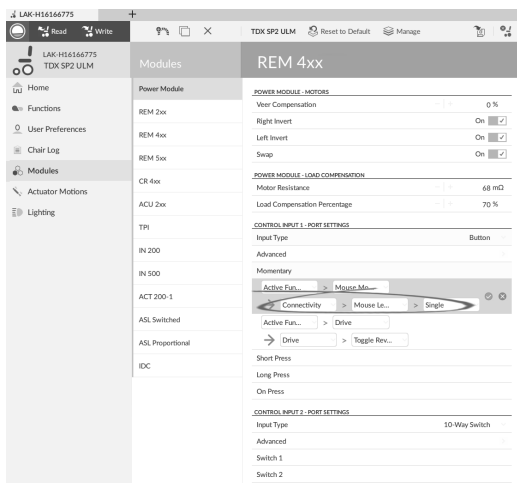 LAK-H16166775
Read
Write
TDX SP2 ULM
Reset to Default
Manage
LAK-H16166775
TDX SP2 ULM
Home
Functions
User Preferences
Chair Log
Modules
Actuator Motions
Lighting
Modules
Power Module
REM 2xx
REM 4xx
REM 5xx
CR 4xx
ACU 2xx
TPI
IN 200
IN 500
ACT 200-1
ASL Switched
ASL Proportional
IDC
REM 4xx
POWER MODULE - MOTORS
Veer Compensation - + 0 %
Right Invert On
Left Invert On
Swap On
POWER MODULE - LOAD COMPENSATION
Motor Resistance - + 68 mΩ
Load Compensation Percentage - + 70 %
CONTROL INPUT 1 - PORT SETTINGS
Input Type Button
Advanced
Momentary
Active Fun... > Mouse Mo...
Connectivity > Mouse Le... > Single
Active Fun... > Drive
Drive > Toggle Rev...
Short Press
Long Press
On Press
CONTROL INPUT 2 - PORT SETTINGS
Input Type 10-Way Switch
Advanced
Switch 1
Switch 2